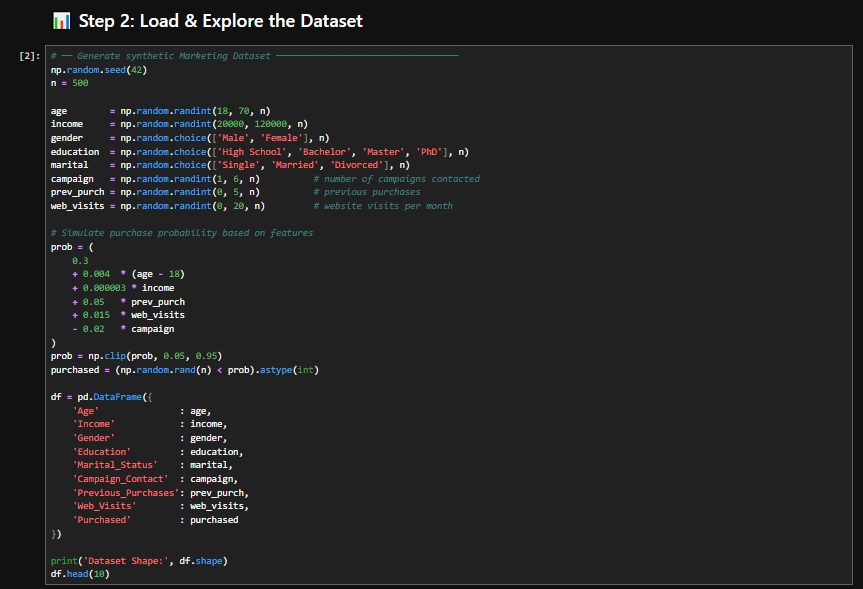 📊 Step 2: Load & Explore the Dataset
[2]:
# ── Generate synthetic Marketing Dataset ──────────────────────────────
np.random.seed(42)
n = 500
age       = np.random.randint(18, 70, n)
income    = np.random.randint(20000, 120000, n)
gender    = np.random.choice(['Male', 'Female'], n)
education = np.random.choice(['High School', 'Bachelor', 'Master', 'PhD'], n)
marital   = np.random.choice(['Single', 'Married', 'Divorced'], n)
campaign  = np.random.randint(1, 6, n)         # number of campaigns contacted
prev_purch = np.random.randint(0, 5, n)         # previous purchases
web_visits = np.random.randint(0, 20, n)        # website visits per month
# Simulate purchase probability based on features
prob = (
    0.3
    + 0.004  * (age - 18)
    + 0.000003 * income
    + 0.05   * prev_purch
    + 0.015  * web_visits
    - 0.02   * campaign
)
prob = np.clip(prob, 0.05, 0.95)
purchased = (np.random.rand(n) < prob).astype(int)
df = pd.DataFrame({
    'Age'               : age,
    'Income'            : income,
    'Gender'            : gender,
    'Education'         : education,
    'Marital_Status'    : marital,
    'Campaign_Contact'  : campaign,
    'Previous_Purchases': prev_purch,
    'Web_Visits'        : web_visits,
    'Purchased'         : purchased
})
print('Dataset Shape:', df.shape)
df.head(10)